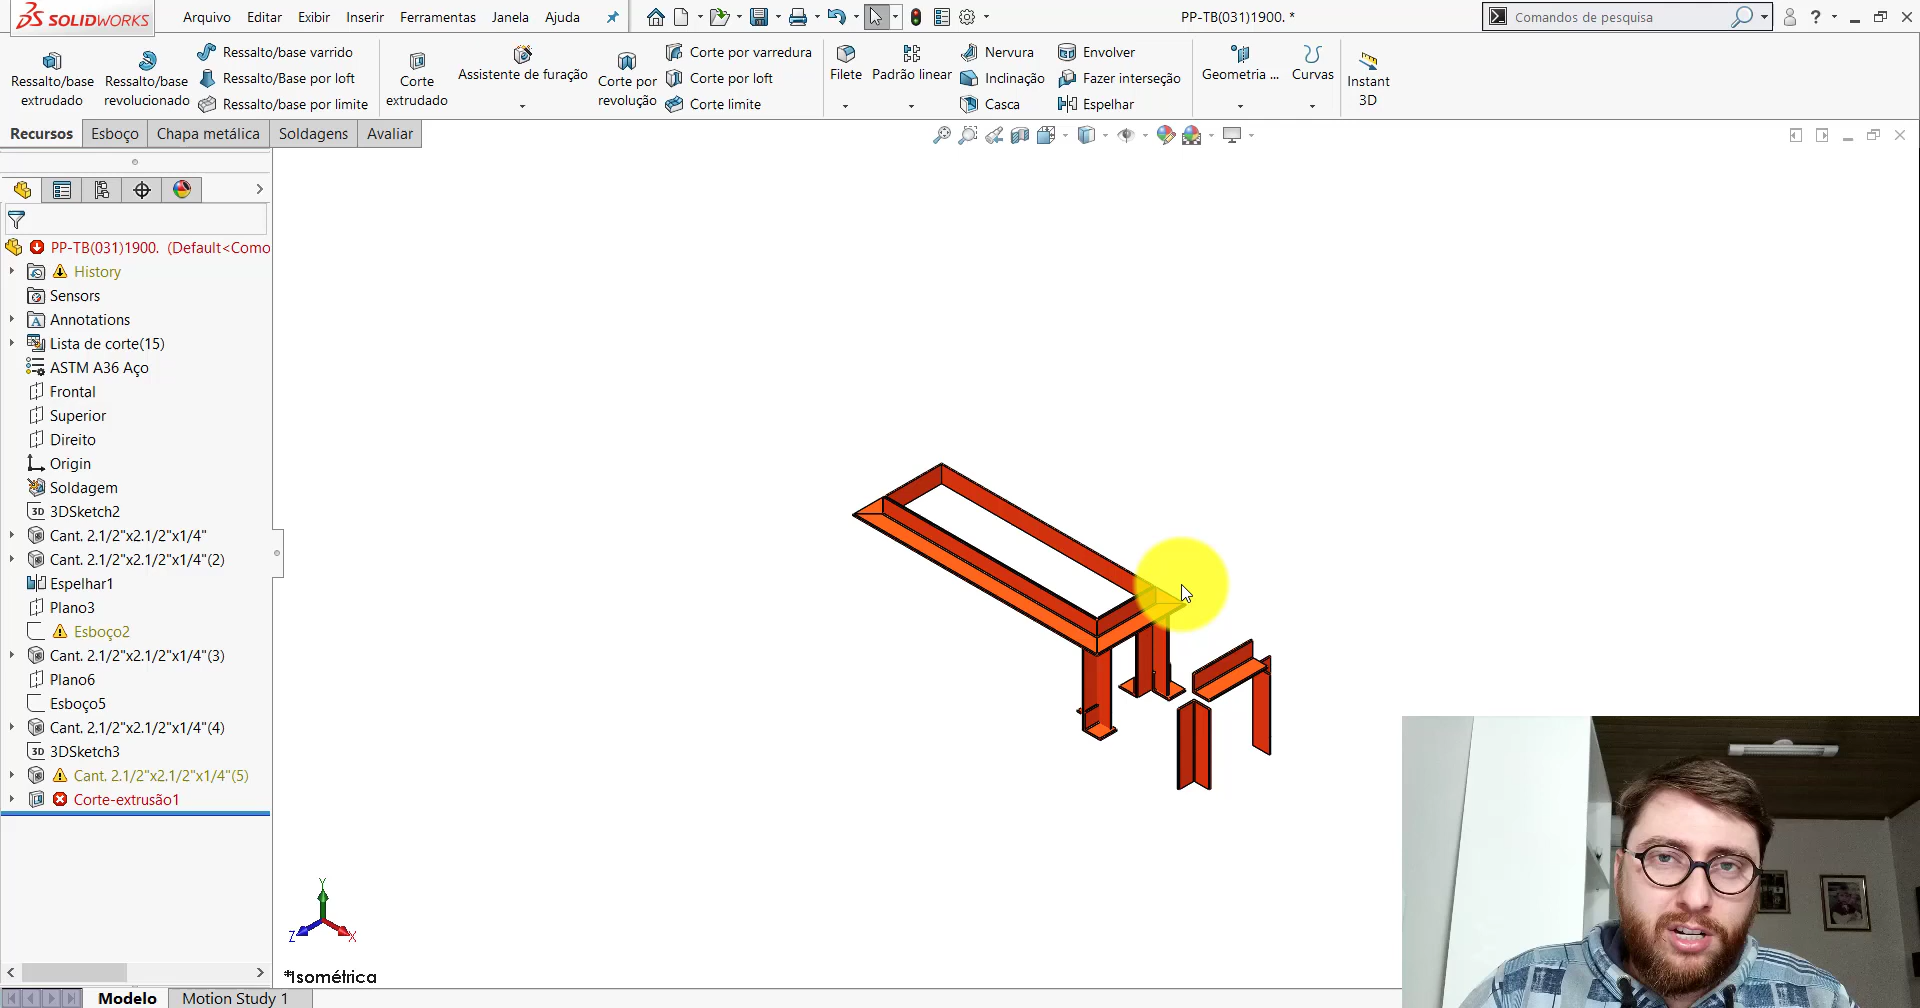 SOLIDWORKS
Arquivo Editar Exibir Inserir Ferramentas Janela Ajuda
PP-TB(031)1900. *
Comandos de pesquisa
?
Ressalto/base extrudado
Ressalto/base revolucionado
Ressalto/base varrido
Ressalto/Base por loft
Ressalto/base por limite
Corte extrudado
Assistente de furação
Corte por revolução
Corte por varredura
Corte por loft
Corte limite
Filete
Padrão linear
Nervura
Inclinação
Casca
Envolver
Fazer interseção
Espelhar
Geometria ...
Curvas
Instant 3D
Recursos Esboço Chapa metálica Soldagens Avaliar
PP-TB(031)1900. (Default<Como
History
Sensors
Annotations
Lista de corte(15)
ASTM A36 Aço
Frontal
Superior
Direito
Origin
Soldagem
3D 3DSketch2
Cant. 2.1/2"x2.1/2"x1/4"
Cant. 2.1/2"x2.1/2"x1/4"(2)
Espelhar1
Plano3
Esboço2
Cant. 2.1/2"x2.1/2"x1/4"(3)
Plano6
Esboço5
Cant. 2.1/2"x2.1/2"x1/4"(4)
3D 3DSketch3
Cant. 2.1/2"x2.1/2"x1/4"(5)
Corte-extrusão1
Y
Z
X
*Isométrica
Modelo Motion Study 1